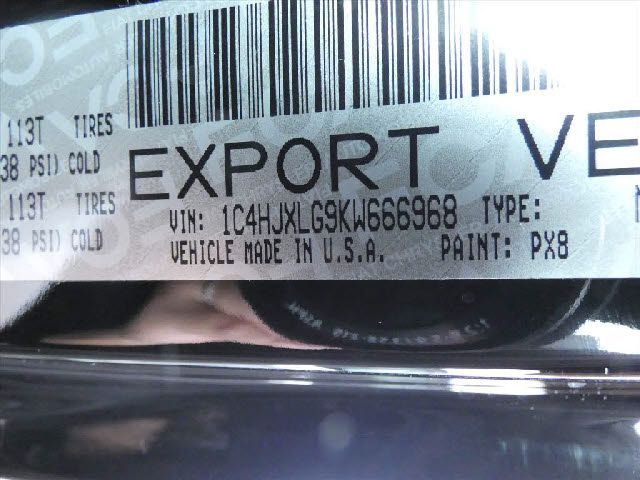 113T TIRES
38 PSI) COLD
EXPORT VE
113T TIRES
38 PSI) COLD
VIN: 1C4HJXLG9KW666968 TYPE:
VEHICLE MADE IN U.S.A. PAINT: PX8